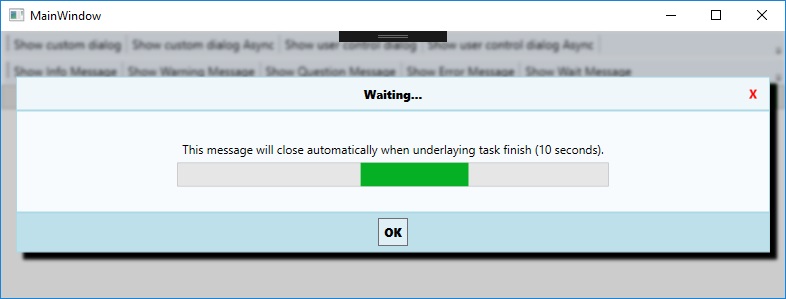 MainWindow
Show custom dialog Show custom dialog Async Show user control dialog Show user control dialog Async
Show Info Message Show Warning Message Show Question Message Show Error Message Show Wait Message
Waiting... X
This message will close automatically when underlaying task finish (10 seconds).
OK